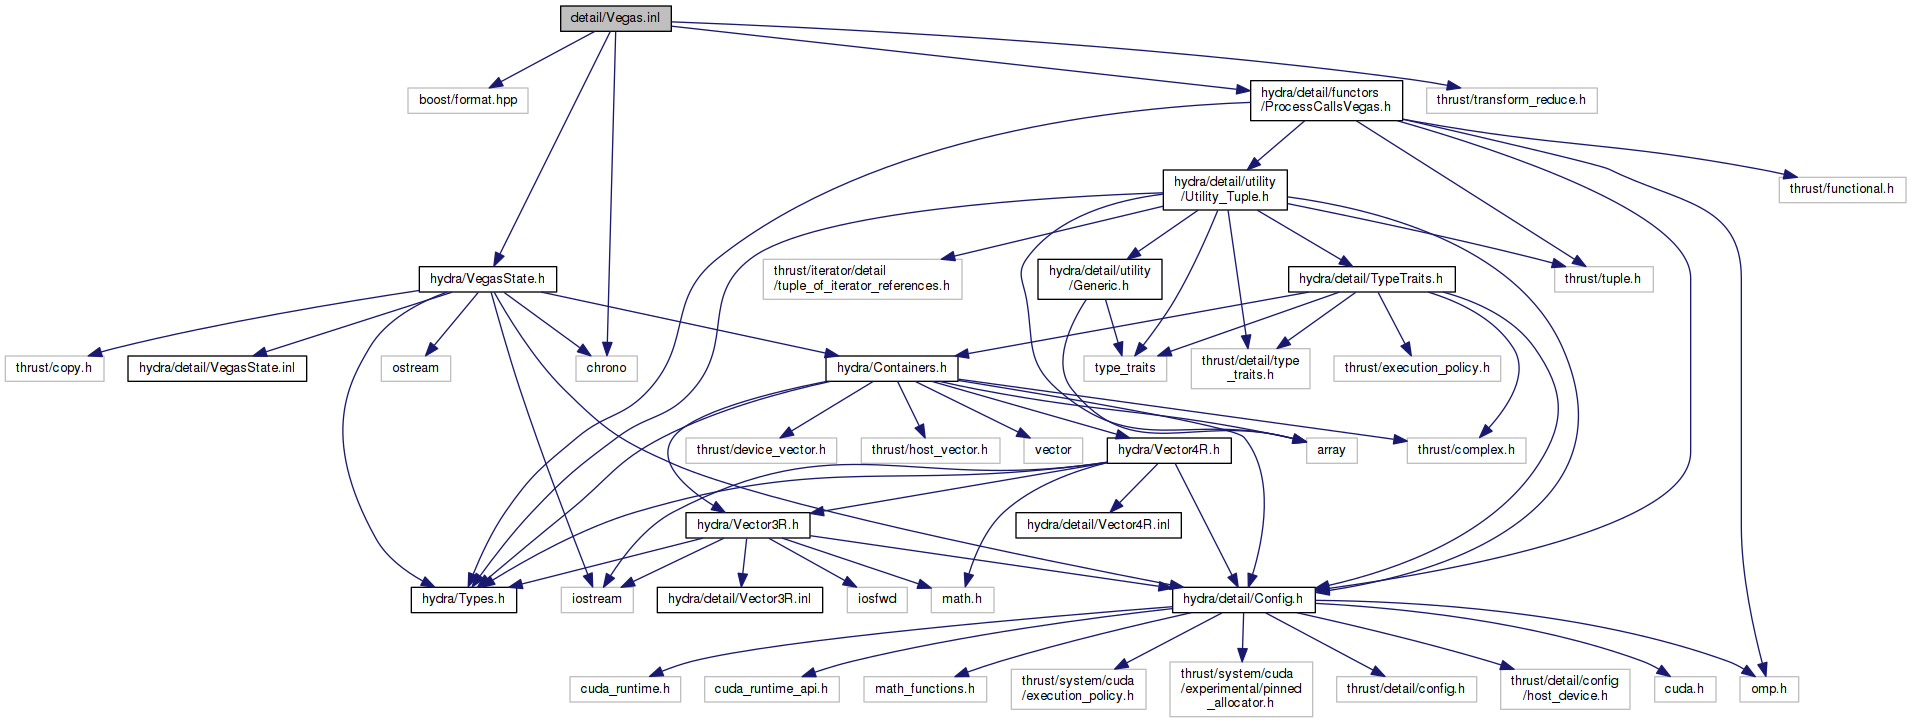 detail/Vegas.inl
boost/format.hpp
hydra/detail/functors
/ProcessCallsVegas.h
thrust/transform_reduce.h
hydra/detail/utility
/Utility_Tuple.h
thrust/functional.h
hydra/VegasState.h
thrust/iterator/detail
/tuple_of_iterator_references.h
hydra/detail/utility
/Generic.h
hydra/detail/TypeTraits.h
thrust/tuple.h
thrust/copy.h
hydra/detail/VegasState.inl
ostream
chrono
hydra/Containers.h
type_traits
thrust/detail/type
_traits.h
thrust/execution_policy.h
thrust/device_vector.h
thrust/host_vector.h
vector
hydra/Vector4R.h
array
thrust/complex.h
hydra/Vector3R.h
hydra/detail/Vector4R.inl
hydra/Types.h
iostream
hydra/detail/Vector3R.inl
iosfwd
math.h
hydra/detail/Config.h
cuda_runtime.h
cuda_runtime_api.h
math_functions.h
thrust/system/cuda
/execution_policy.h
thrust/system/cuda
/experimental/pinned
_allocator.h
thrust/detail/config.h
thrust/detail/config
/host_device.h
cuda.h
omp.h